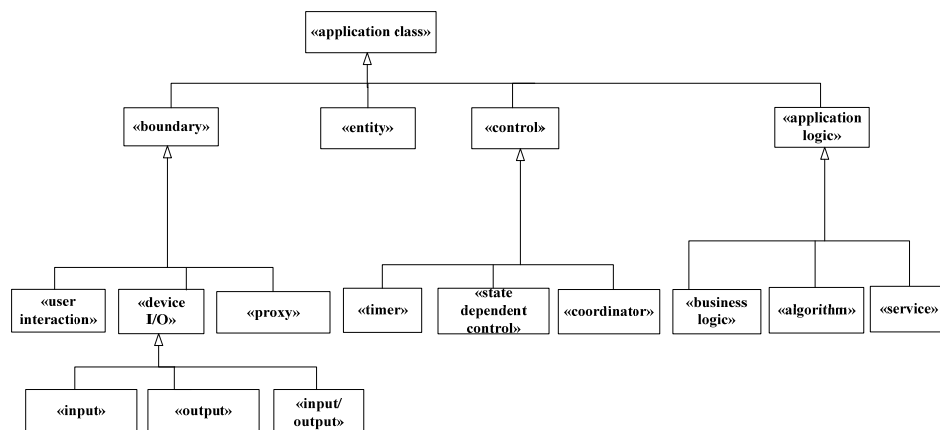 «application class»
«boundary»
«entity»
«control»
«application
logic»
«user
interaction»
«device
I/O»
«proxy»
«timer»
«state
dependent
control»
«coordinator»
«business
logic»
«algorithm»
«service»
«input»
«output»
«input/
output»